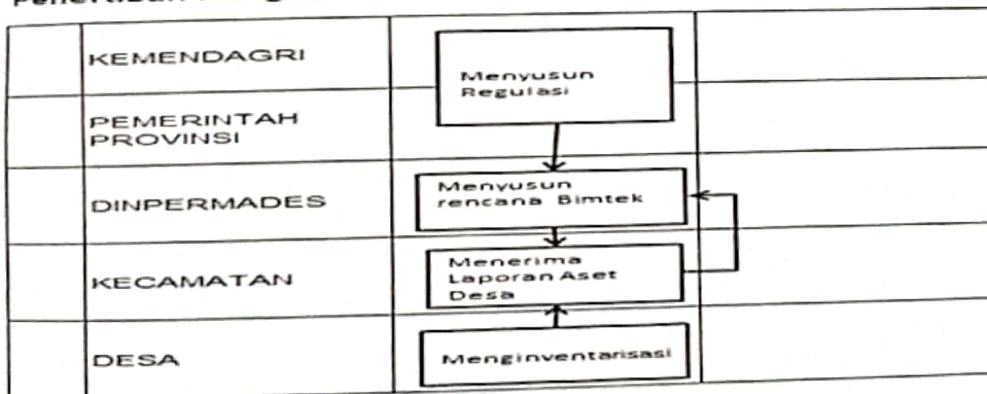 KEMENDAGRI
Menyusun
Regulasi
PEMERINTAH
PROVINSI
DINPERMADES
Menyusun
rencana Bimtek
KECAMATAN
Menerima
Laporan Aset
Desa
DESA
Menginventarisasi